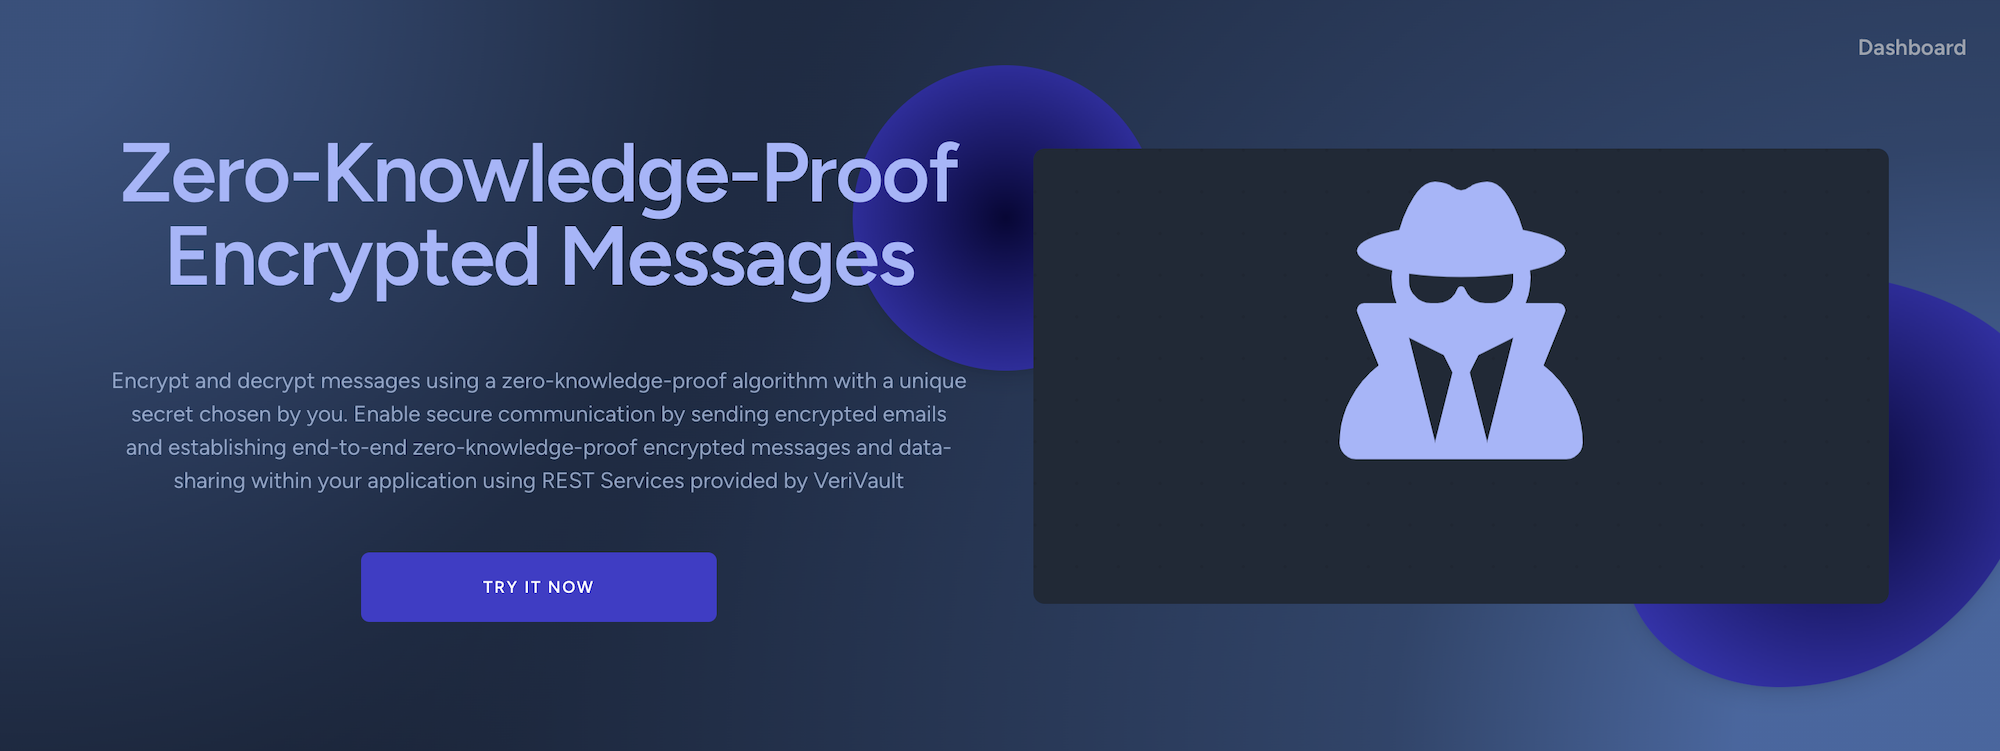 Dashboard
Zero-Knowledge-Proof
Encrypted Messages
Encrypt and decrypt messages using a zero-knowledge-proof algorithm with a unique
secret chosen by you. Enable secure communication by sending encrypted emails
and establishing end-to-end zero-knowledge-proof encrypted messages and data-
sharing within your application using REST Services provided by VeriVault
TRY IT NOW